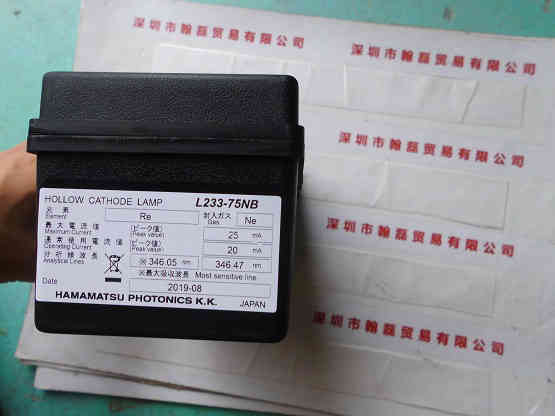 深圳市翰磊贸易有限公司
深圳市翰磊贸易有限公司
深圳市翰磊贸易有限公司
深圳市翰磊贸易有限公司
深圳市翰磊贸易有限公司
HOLLOW CATHODE LAMP L233-75NB
元素 Element Re 封入ガス Gas Ne
最大電流値 Maximum Current (ピーク値) (Peak value) 25 mA
通常使用電流値 Operating Current (ピーク値) (Peak value) 20 mA
分析線波長 Analytical Lines ※346.05 nm 346.47 nm
※最大吸収波長 Most sensitive line
Date 2019-08
HAMAMATSU PHOTONICS K.K. JAPAN